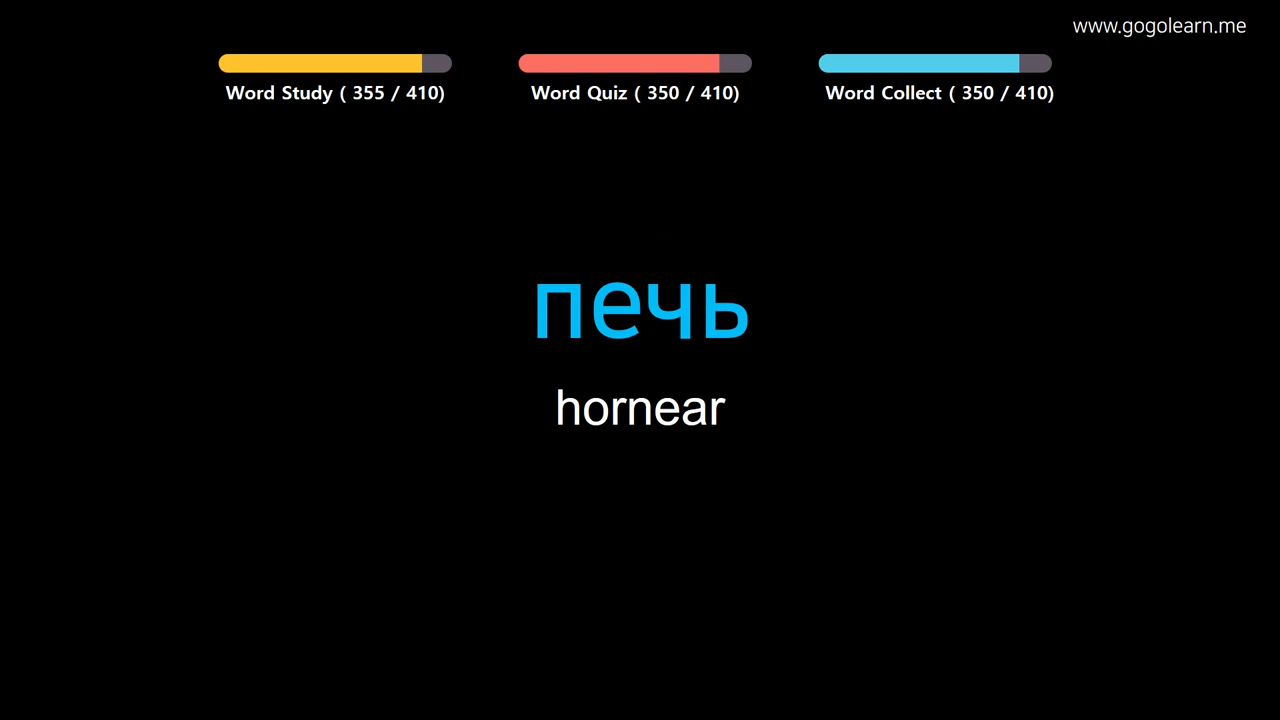 www.gogolearn.me
Word Study ( 355 / 410)
Word Quiz ( 350 / 410)
Word Collect ( 350 / 410)
печь
hornear